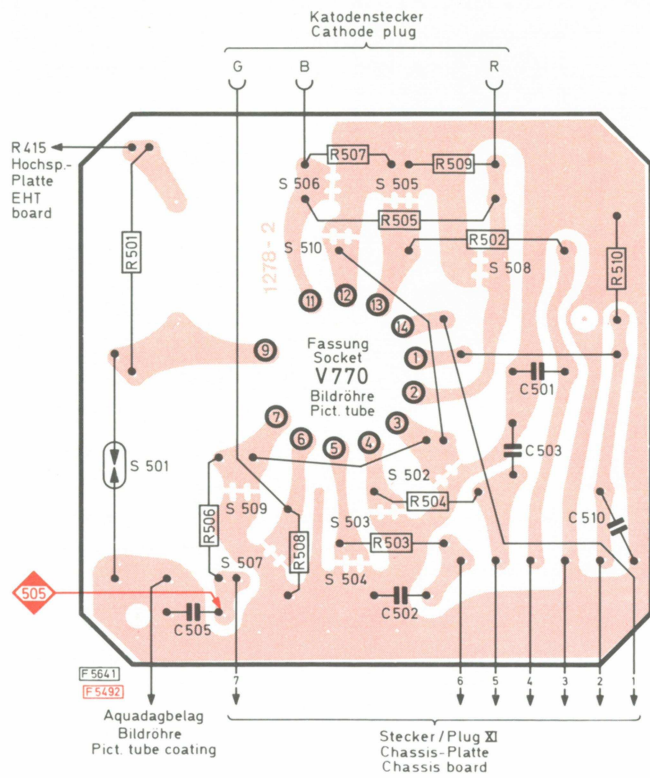 Katodenstecker
Cathode plug
G B R
R 415
Hochsp.-
Platte
EHT
board
R507
R509
S 506
S 505
R505
R501
S 510
R502
S 508
R510
1278-2
11 12 13 14
9
Fassung
Socket
V770
Bildröhre
Pict. tube
1
2
3
4
5
6
7
C501
C503
S 501
S 502
R504
R506
S 509
S 503
C510
R503
R508
S 507
S 504
505
C505
C502
F 5641
F 5492
7 6 5 4 3 2 1
Aquadagbelag
Bildröhre
Pict. tube coating
Stecker/Plug XI
Chassis-Platte
Chassis board